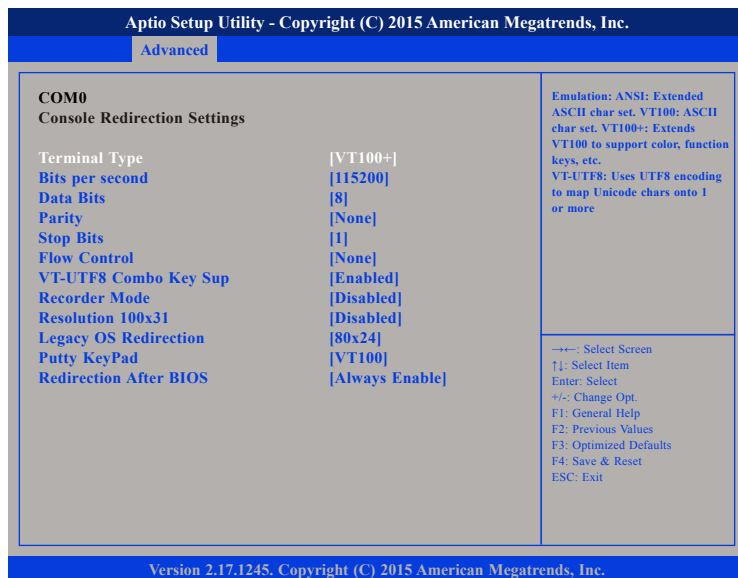 Aptio Setup Utility - Copyright (C) 2015 American Megatrends, Inc.
Advanced
COM0
Console Redirection Settings
Terminal Type [VT100+]
Bits per second [115200]
Data Bits [8]
Parity [None]
Stop Bits [1]
Flow Control [None]
VT-UTF8 Combo Key Sup [Enabled]
Recorder Mode [Disabled]
Resolution 100x31 [Disabled]
Legacy OS Redirection [80x24]
Putty KeyPad [VT100]
Redirection After BIOS [Always Enable]
Emulation: ANSI: Extended
ASCII char set. VT100: ASCII
char set. VT100+: Extends
VT100 to support color, function
keys, etc.
VT-UTF8: Uses UTF8 encoding
to map Unicode chars onto 1
or more
→←: Select Screen
↑↓: Select Item
Enter: Select
+/-: Change Opt.
F1: General Help
F2: Previous Values
F3: Optimized Defaults
F4: Save & Reset
ESC: Exit
Version 2.17.1245. Copyright (C) 2015 American Megatrends, Inc.